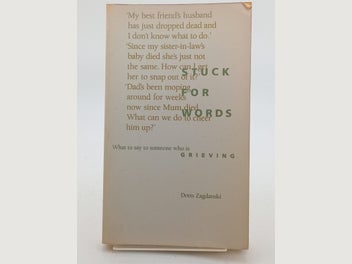 'My best friend's husband
has just dropped dead and
I don't know what to do.'
'Since my sister-in-law's
baby died she's just not
the same. How can I get
her to snap out of it?'
'Dad's been moping
around for weeks
now since Mum died.
What can we do to cheer
him up?'
STUCK
FOR
WORDS
What to say to someone who is
GRIEVING
Doris Zagdanski